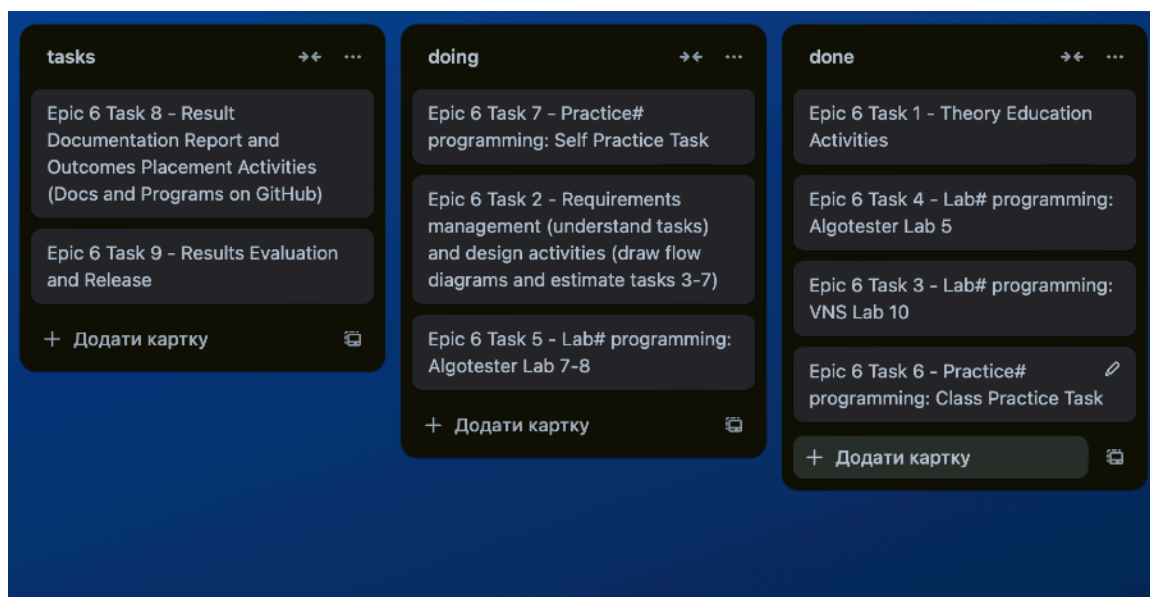 tasks
Epic 6 Task 8 - Result
Documentation Report and
Outcomes Placement Activities
(Docs and Programs on GitHub)
Epic 6 Task 9 - Results Evaluation
and Release
+ Додати картку
doing
Epic 6 Task 7 - Practice#
programming: Self Practice Task
Epic 6 Task 2 - Requirements
management (understand tasks)
and design activities (draw flow
diagrams and estimate tasks 3-7)
Epic 6 Task 5 - Lab# programming:
Algotester Lab 7-8
+ Додати картку
done
Epic 6 Task 1 - Theory Education
Activities
Epic 6 Task 4 - Lab# programming:
Algotester Lab 5
Epic 6 Task 3 - Lab# programming:
VNS Lab 10
Epic 6 Task 6 - Practice#
programming: Class Practice Task
+ Додати картку